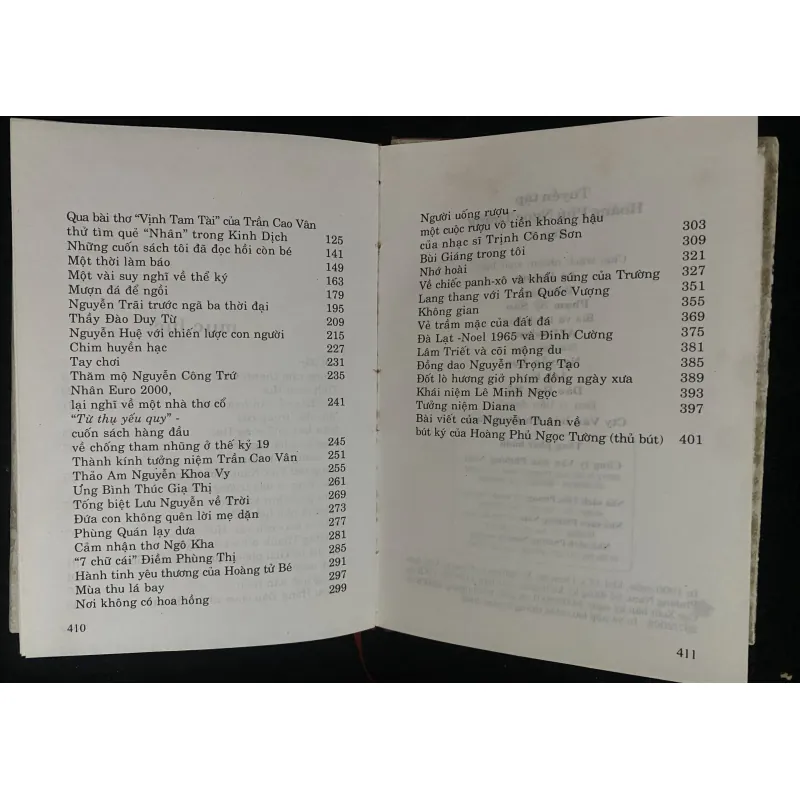 Qua bài thơ “Vịnh Tam Tài” của Trần Cao Vân
thử tìm quẻ “Nhân” trong Kinh Dịch 125
Những cuốn sách tôi đã đọc hồi còn bé 141
Một thời làm báo 149
Một vài suy nghĩ về thể ký 163
Mượn đá để ngồi 179
Nguyễn Trãi trước ngã ba thời đại 195
Thầy Đào Duy Từ 209
Nguyễn Huệ với chiến lược con người 215
Chim huyền hạc 227
Tay chơi 231
Thăm mộ Nguyễn Công Trứ 235
Nhân Euro 2000,
lại nghĩ về một nhà thơ cổ 241
“Từ thụ yếu quy” -
cuốn sách hàng đầu
về chống tham nhũng ở thế kỷ 19 245
Thành kính tưởng niệm Trần Cao Vân 251
Thảo Am Nguyễn Khoa Vy 255
Ưng Bình Thúc Giạ Thị 261
Tống biệt Lưu Nguyễn về Trời 269
Đứa con không quên lời mẹ dặn 273
Phùng Quán lạy dưa 277
Cảm nhận thơ Ngô Kha 281
“7 chữ cái” Điềm Phùng Thị 285
Hành tinh yêu thương của Hoàng tử Bé 291
Mùa thu lá bay 297
Nơi không có hoa hồng 299
410
Người uống rượu -
một cuộc rượu vô tiền khoáng hậu
của nhạc sĩ Trịnh Công Sơn 303
Bùi Giáng trong tôi 309
Nhớ hoài 321
Về chiếc panh-xô và khẩu súng của Trường 327
Lang thang với Trần Quốc Vượng 351
Không gian 355
Vẻ trầm mặc của đất đá 369
Đà Lạt -Noel 1965 và Đinh Cường 375
Lâm Triết và cõi mộng du 381
Đồng dao Nguyễn Trọng Tạo 385
Đốt lò hương giở phím đồng ngày xưa 389
Khái niệm Lê Minh Ngọc 393
Tưởng niệm Diana 397
Bài viết của Nguyễn Tuân về
bút ký của Hoàng Phủ Ngọc Tường (thủ bút) 401
411